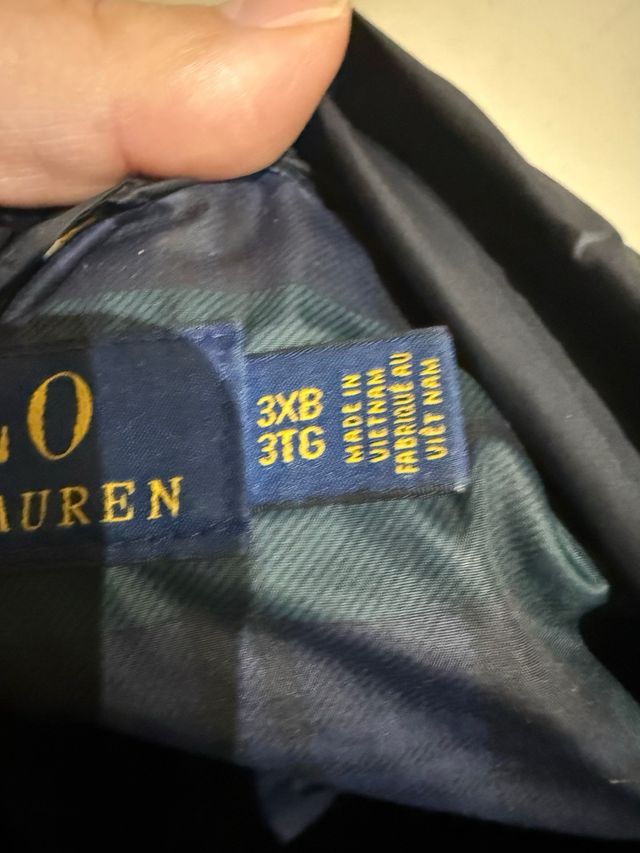 LO
AUREN
3XB
3TG
MADE IN
VIETNAM
FABRIQUÉ AU
VIÊT NAM